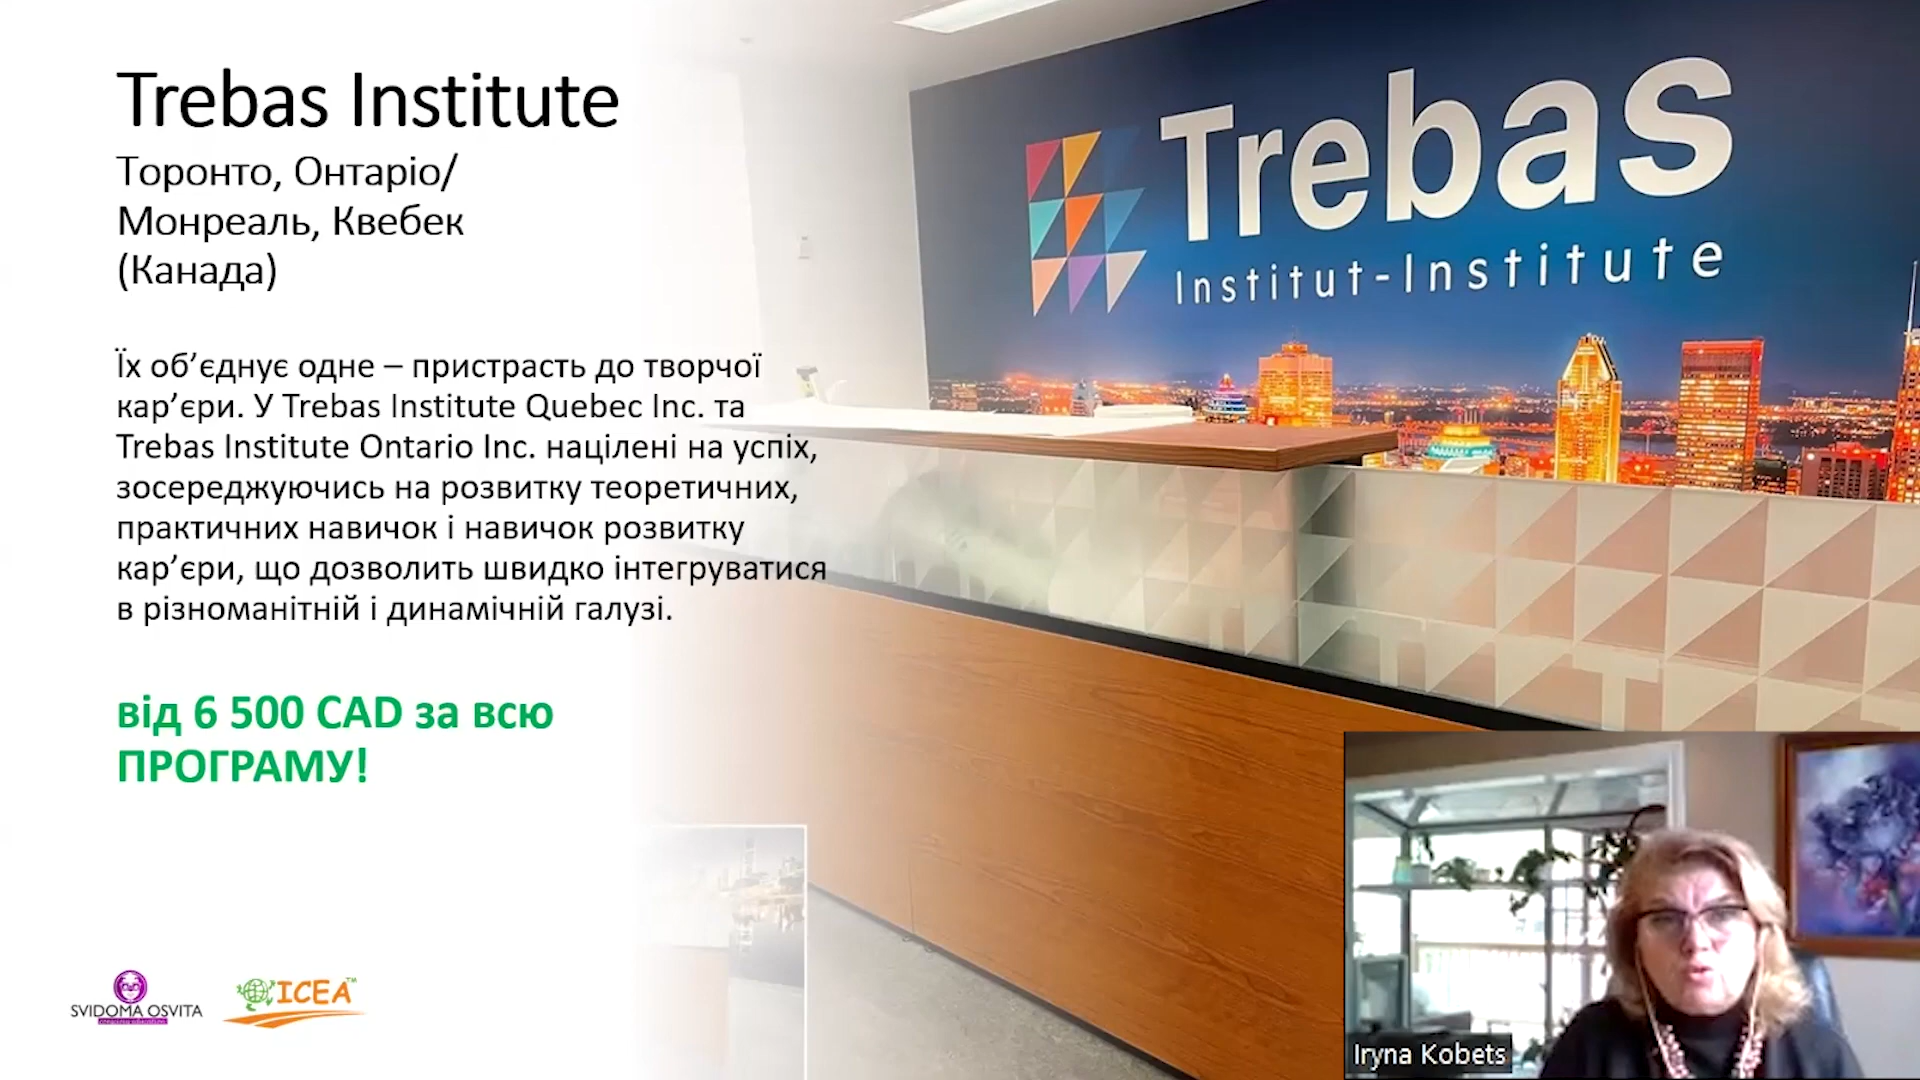 Trebas Institute
Торонто, Онтаріо/
Монреаль, Квебек
(Канада)
Їх об’єднує одне – пристрасть до творчої
кар’єри. У Trebas Institute Quebec Inc. та
Trebas Institute Ontario Inc. націлені на успіх,
зосереджуючись на розвитку теоретичних,
практичних навичок і навичок розвитку
кар’єри, що дозволить швидко інтегруватися
в різноманітній і динамічній галузі.
від 6 500 CAD за всю
ПРОГРАМУ!
Trebas
Institut-Institute
SVIDOMA OSVITA
ICEA™
Iryna Kobets